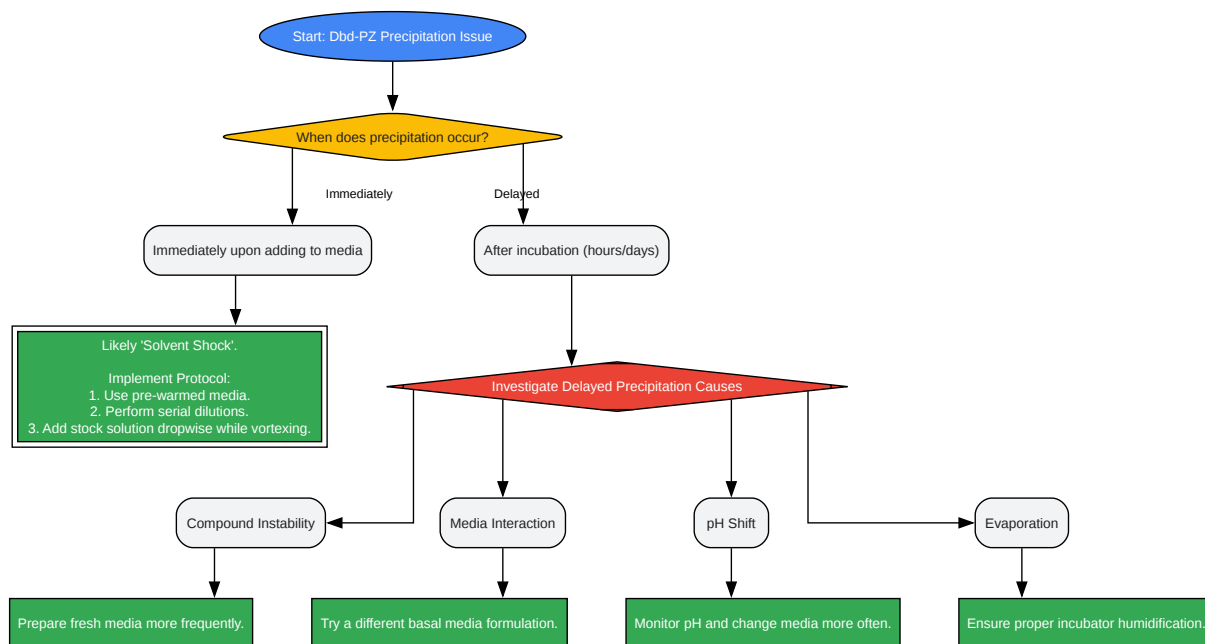 Start: Dbd-PZ Precipitation Issue
When does precipitation occur?
Immediately
Delayed
Immediately upon adding to media
After incubation (hours/days)
Likely 'Solvent Shock'.
Implement Protocol:
1. Use pre-warmed media.
2. Perform serial dilutions.
3. Add stock solution dropwise while vortexing.
Investigate Delayed Precipitation Causes
Compound Instability
Media Interaction
pH Shift
Evaporation
Prepare fresh media more frequently.
Try a different basal media formulation.
Monitor pH and change media more often.
Ensure proper incubator humidification.